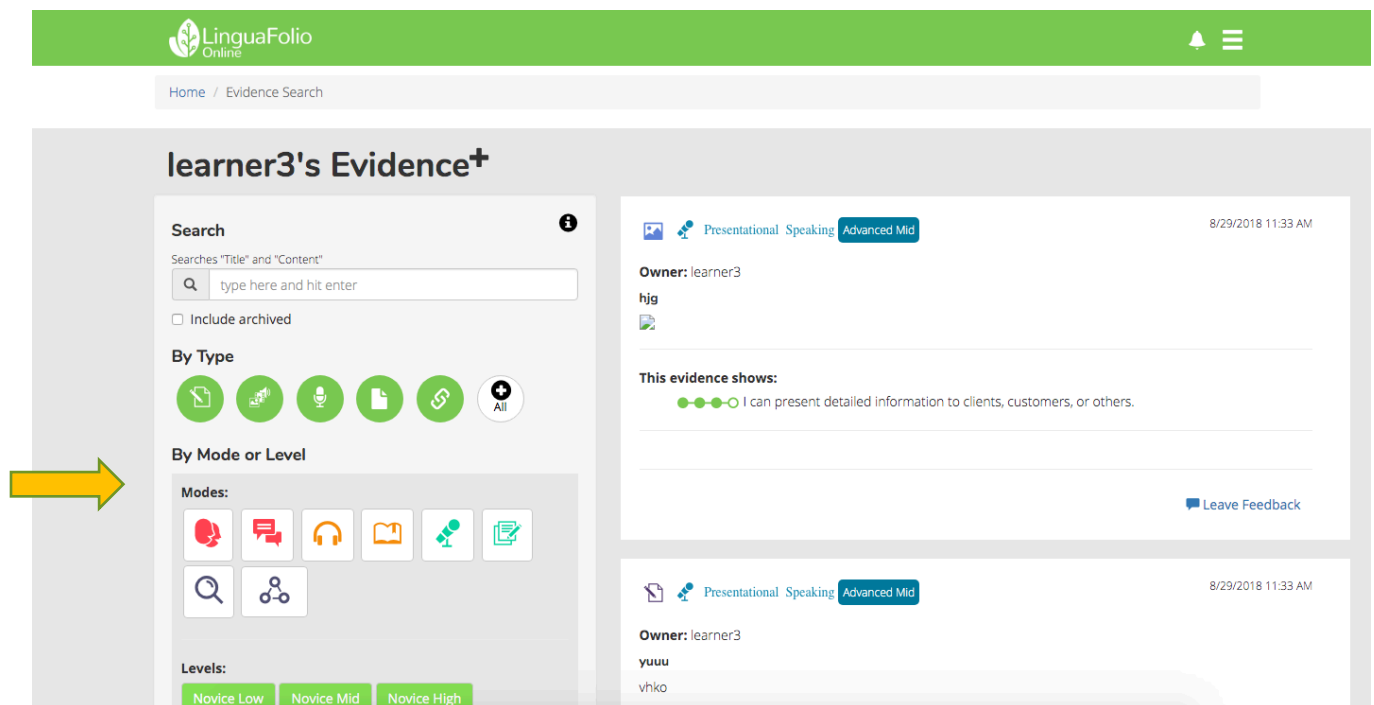 LinguaFolio
Online
Home / Evidence Search
learner3's Evidence+
Search
Searches "Title" and "Content"
type here and hit enter
Include archived
By Type
All
By Mode or Level
Modes:
Levels:
Novice Low Novice Mid Novice High
Presentational Speaking Advanced Mid 8/29/2018 11:33 AM
Owner: learner3
hjg
This evidence shows:
I can present detailed information to clients, customers, or others.
Leave Feedback
Presentational Speaking Advanced Mid 8/29/2018 11:33 AM
Owner: learner3
yuuu
vhko